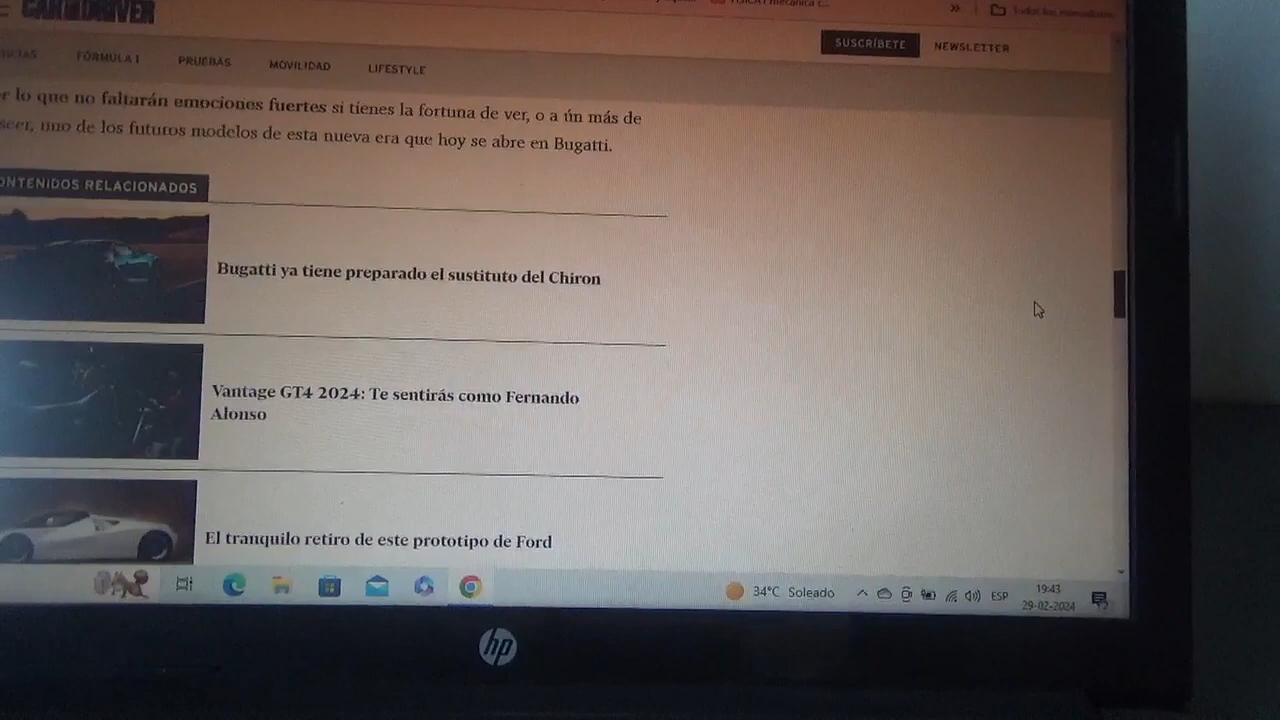 CAR AND DRIVER
SUSCRÍBETE
NEWSLETTER
FÓRMULA 1
PRUEBAS
MOVILIDAD
LIFESTYLE
lo que no faltarán emociones fuertes si tienes la fortuna de ver, o a ún más de
uno de los futuros modelos de esta nueva era que hoy se abre en Bugatti.
ONTENIDOS RELACIONADOS
Bugatti ya tiene preparado el sustituto del Chiron
Vantage GT4 2024: Te sentirás como Fernando
Alonso
El tranquilo retiro de este prototipo de Ford
34°C Soleado
ESP
19:43
29-02-2024
hp